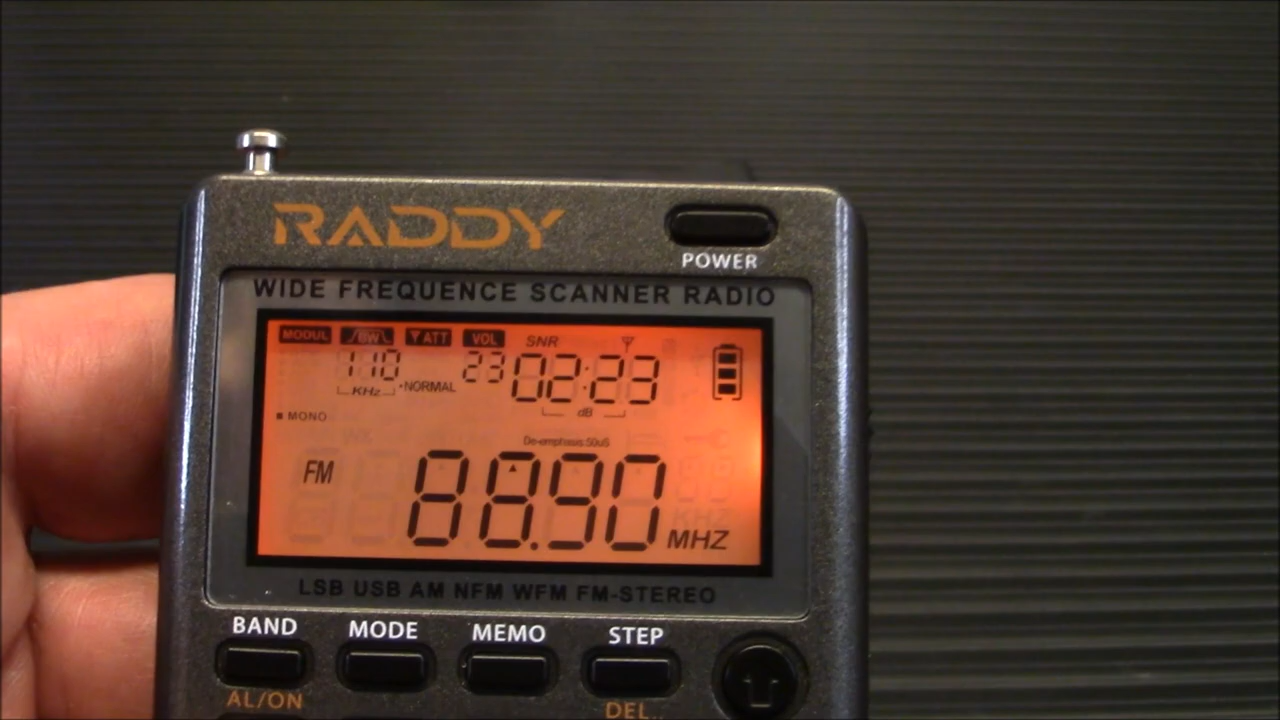 RADDY
POWER
WIDE FREQUENCE SCANNER RADIO
MODUL BW ATT VOL SNR
110 23 02:23
KHz •NORMAL
dB
■ MONO
De-emphasis:50uS
FM 88.90 MHZ
LSB USB AM NFM WFM FM-STEREO
BAND MODE MEMO STEP
AL/ON DEL..